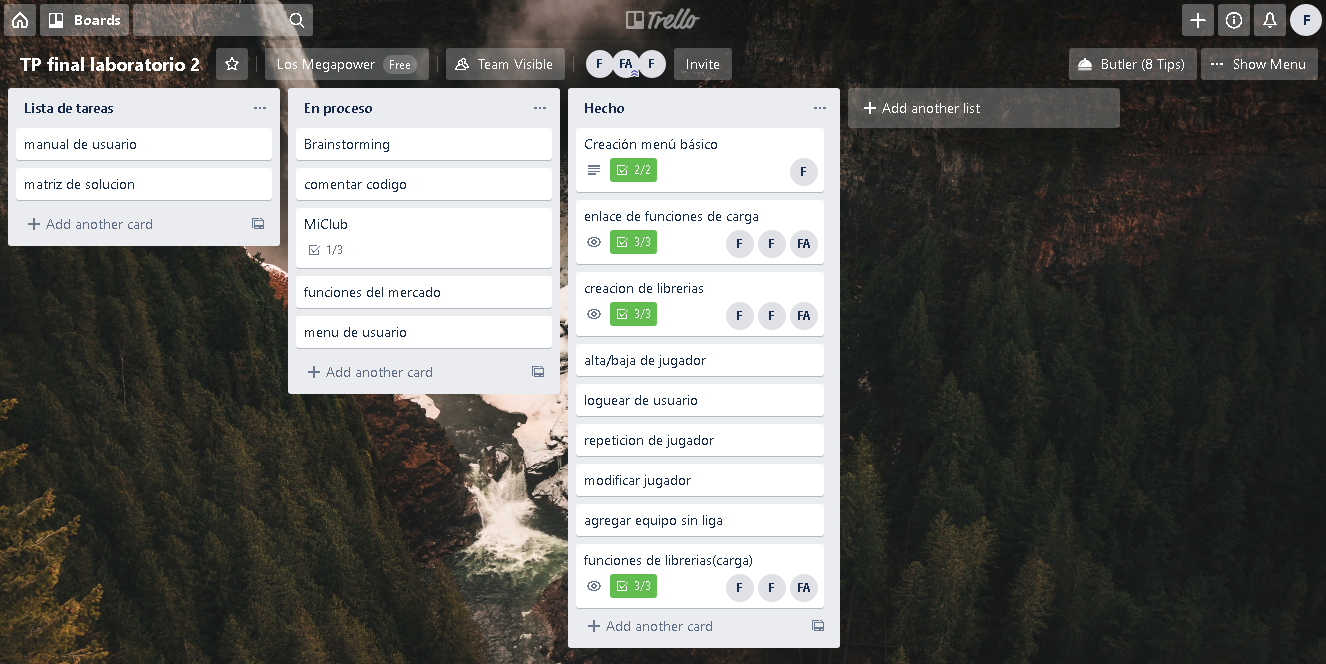 Boards
Trello
F
TP final laboratorio 2
Los Megapower Free
Team Visible
F FA F
Invite
Butler (8 Tips)
Show Menu
Lista de tareas
manual de usuario
matriz de solucion
Add another card
En proceso
Brainstorming
comentar codigo
MiClub
1/3
funciones del mercado
menu de usuario
Add another card
Hecho
Creación menú básico
2/2 F
enlace de funciones de carga
3/3 F F FA
creacion de librerias
3/3 F F FA
alta/baja de jugador
loguear de usuario
repeticion de jugador
modificar jugador
agregar equipo sin liga
funciones de librerias(carga)
3/3 F F FA
Add another card
Add another list